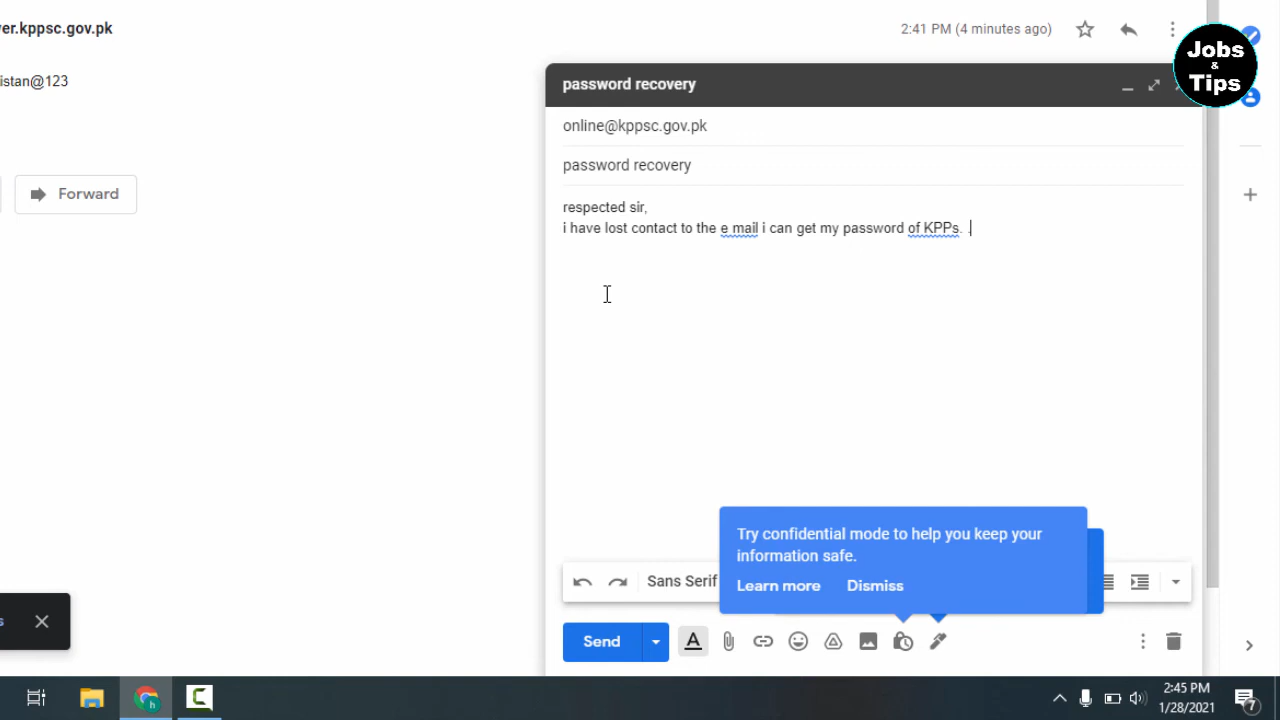 er.kppsc.gov.pk
2:41 PM (4 minutes ago)
Jobs
&
Tips
istan@123
password recovery
online@kppsc.gov.pk
password recovery
Forward
respected sir,
i have lost contact to the e mail i can get my password of KPPs. .
Try confidential mode to help you keep your
information safe.
Learn more Dismiss
Sans Serif
s
Send
A
2:45 PM
1/28/2021
7